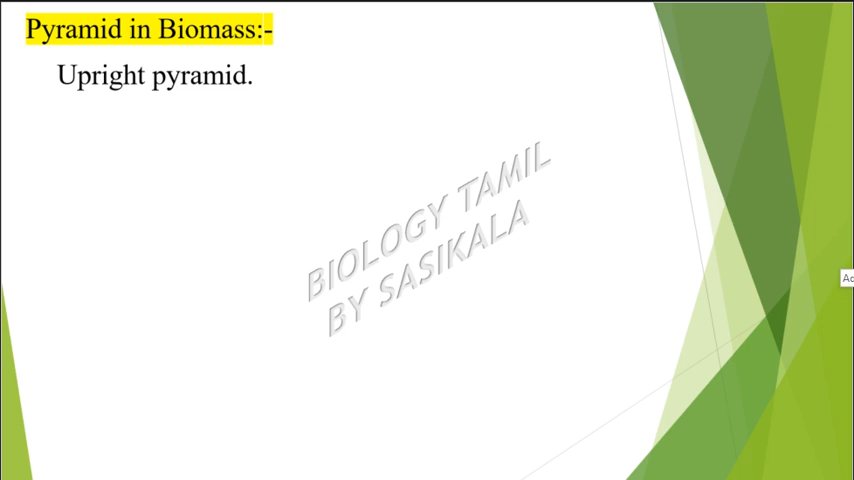 Pyramid in Biomass:-
Upright pyramid.
BIOLOGY TAMIL
BY SASIKALA